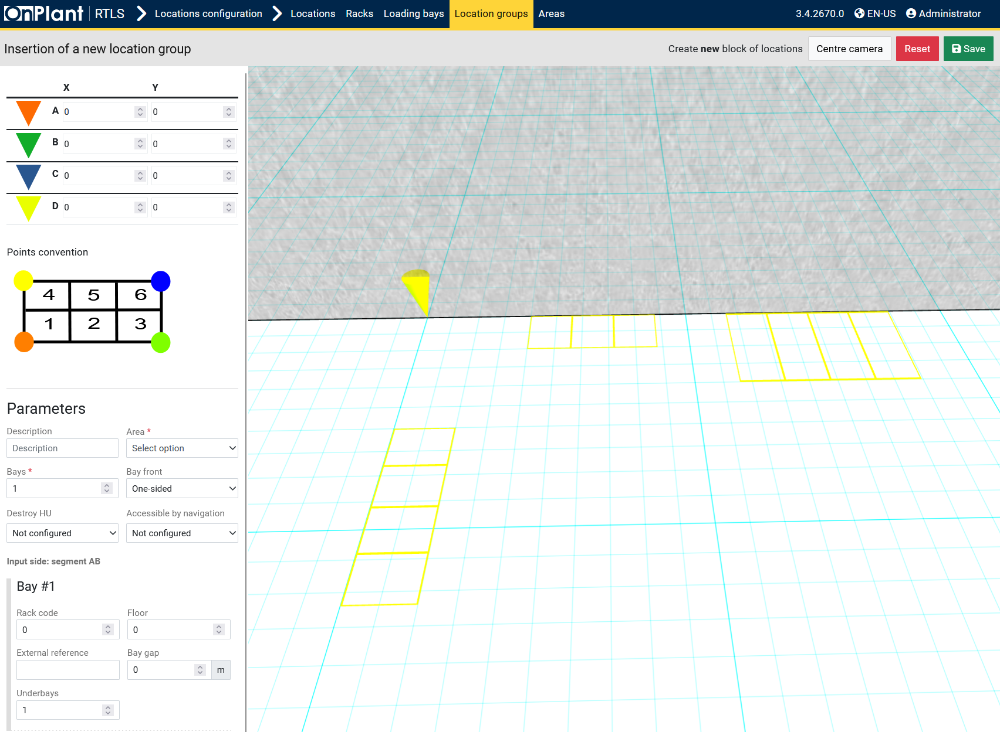 OnPlant RTLS Locations configuration Locations Racks Loading bays Location groups Areas 3.4.2670.0 EN-US Administrator
Insertion of a new location group Create new block of locations Centre camera Reset Save
X Y
A 0 0
B 0 0
C 0 0
D 0 0
Points convention
4 5 6
1 2 3
Parameters
Description Area *
Description Select option
Bays * Bay front
1 One-sided
Destroy HU Accessible by navigation
Not configured Not configured
Input side: segment AB
Bay #1
Rack code Floor
0 0
External reference Bay gap
0 m
Underbays
1